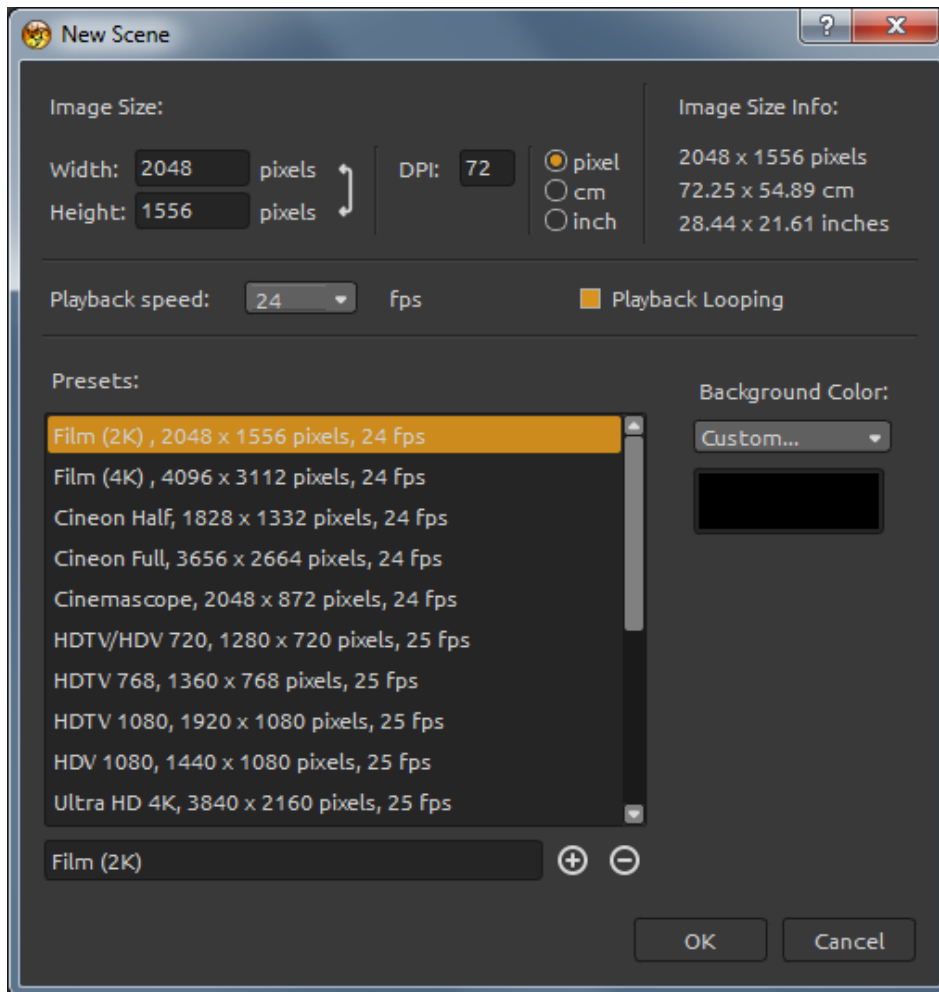 New Scene
?
Image Size:
Width: 2048 pixels
Height: 1556 pixels
DPI: 72
pixel
cm
inch
Image Size Info:
2048 x 1556 pixels
72.25 x 54.89 cm
28.44 x 21.61 inches
Playback speed: 24 fps
Playback Looping
Presets:
Film (2K) , 2048 x 1556 pixels, 24 fps
Film (4K) , 4096 x 3112 pixels, 24 fps
Cineon Half, 1828 x 1332 pixels, 24 fps
Cineon Full, 3656 x 2664 pixels, 24 fps
Cinemascope, 2048 x 872 pixels, 24 fps
HDTV/HDV 720, 1280 x 720 pixels, 25 fps
HDTV 768, 1360 x 768 pixels, 25 fps
HDTV 1080, 1920 x 1080 pixels, 25 fps
HDV 1080, 1440 x 1080 pixels, 25 fps
Ultra HD 4K, 3840 x 2160 pixels, 25 fps
Film (2K)
Background Color:
Custom...
OK
Cancel